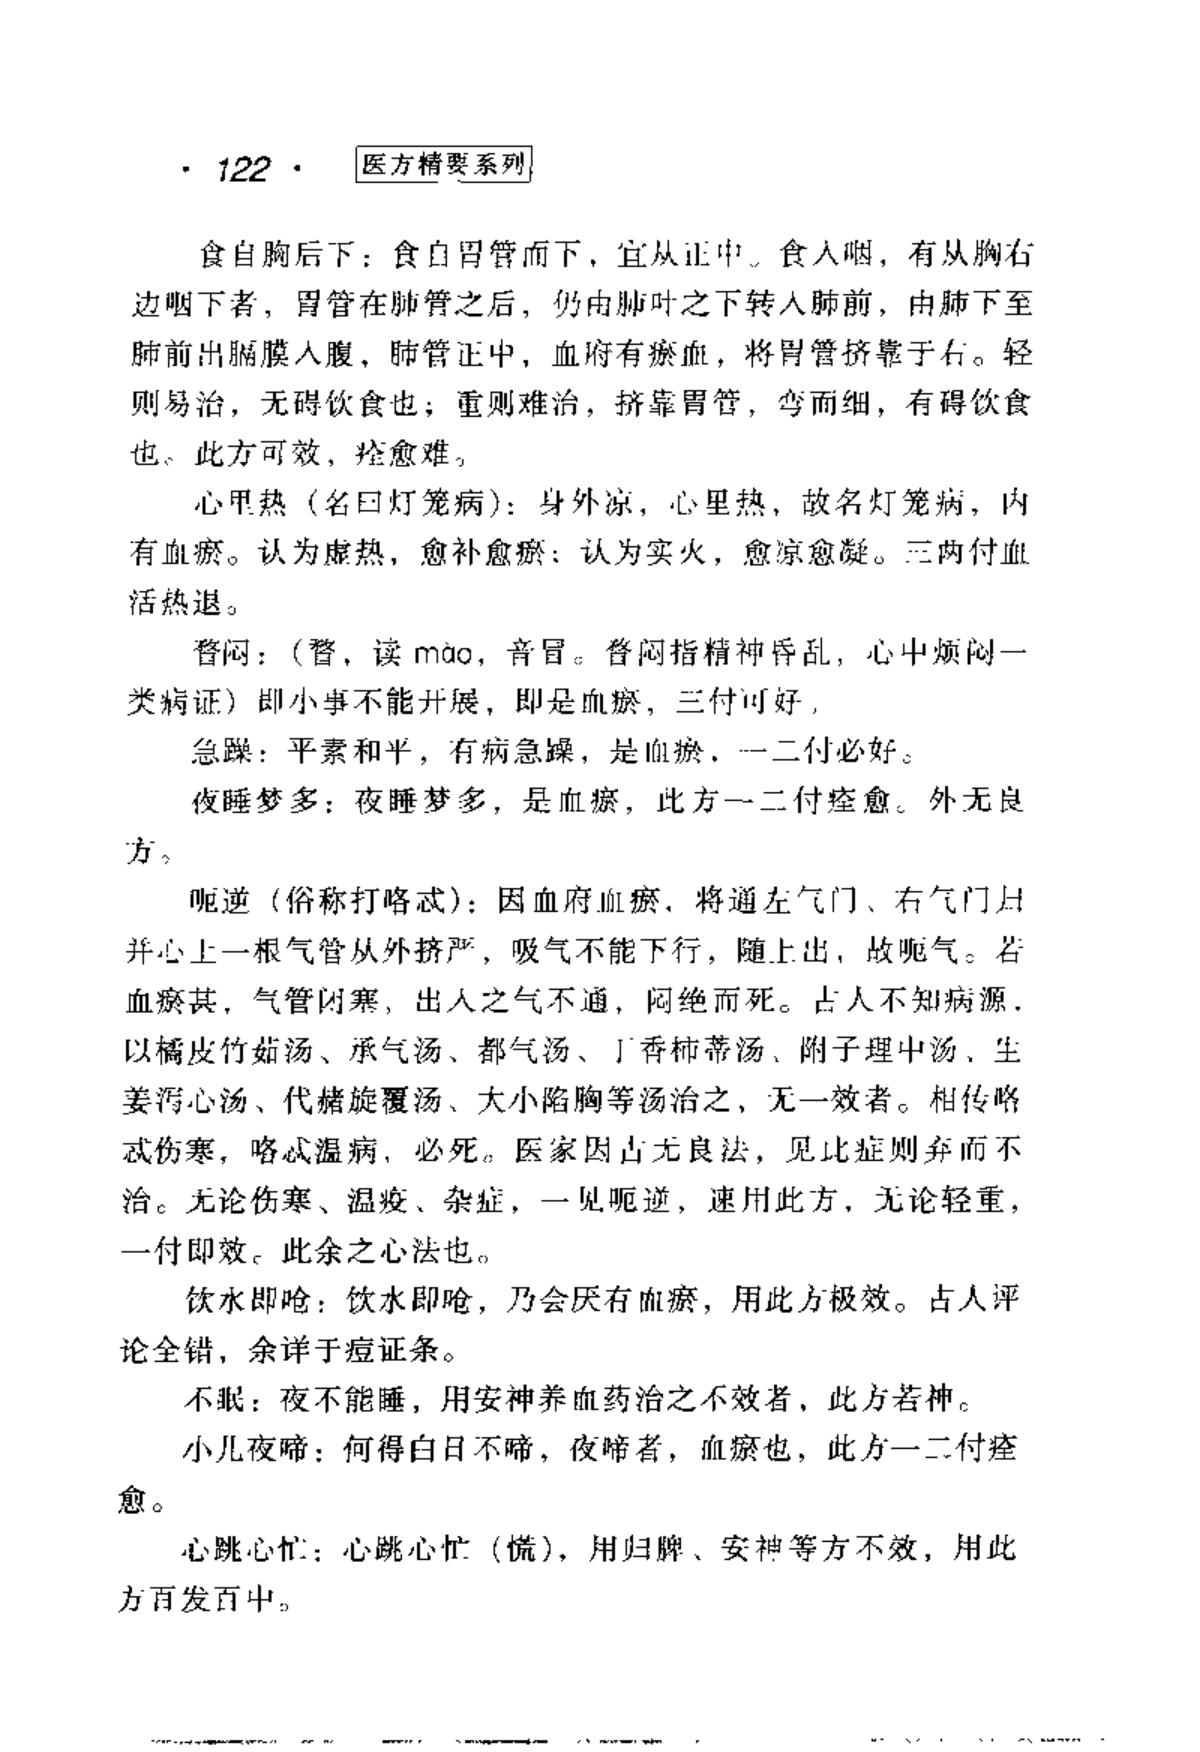 · 122 · 医方精要系列
食自胸后下：食自胃管而下，宜从正中。食入咽，有从胸右
边咽下者，胃管在肺管之后，仍由肺叶之下转入肺前，由肺下至
肺前出膈膜入腹，肺管正中，血府有瘀血，将胃管挤靠于右。轻
则易治，无碍饮食也；重则难治，挤靠胃管，弯而细，有碍饮食
也。此方可效，痊愈难。
心里热（名曰灯笼病）：身外凉，心里热，故名灯笼病，内
有血瘀。认为虚热，愈补愈瘀；认为实火，愈凉愈凝。三两付血
活热退。
瞀闷：（瞀，读 mào，音冒。瞀闷指精神昏乱，心中烦闷一
类病证）即小事不能开展，即是血瘀，三付可好。
急躁：平素和平，有病急躁，是血瘀，一二付必好。
夜睡梦多：夜睡梦多，是血瘀，此方一二付痊愈。外无良
方。
呃逆（俗称打咯忒）：因血府血瘀，将通左气门、右气门归
并心上一根气管从外挤严，吸气不能下行，随上出，故呃气。若
血瘀甚，气管闭塞，出入之气不通，闷绝而死。古人不知病源，
以橘皮竹茹汤、承气汤、都气汤、丁香柿蒂汤、附子理中汤、生
姜泻心汤、代赭旋覆汤、大小陷胸等汤治之，无一效者。相传咯
忒伤寒，咯忒温病，必死。医家因古无良法，见此症则弃而不
治。无论伤寒、温疫、杂症，一见呃逆，速用此方，无论轻重，
一付即效。此余之心法也。
饮水即呛：饮水即呛，乃会厌有血瘀，用此方极效。古人评
论全错，余详于痘证条。
不眠：夜不能睡，用安神养血药治之不效者，此方若神。
小儿夜啼：何得白日不啼，夜啼者，血瘀也，此方一二付痊
愈。
心跳心忙：心跳心忙（慌），用归脾、安神等方不效，用此
方百发百中。